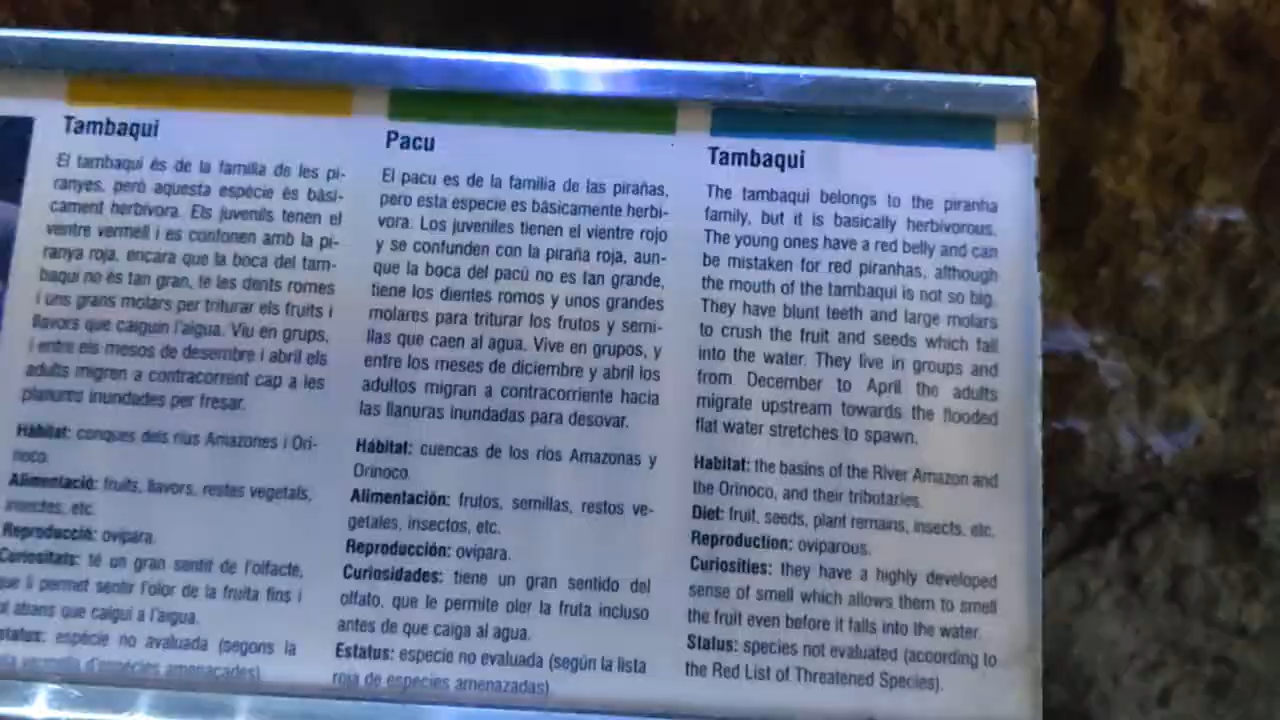 Tambaqui
El tambaquí és de la família de les pi-
ranyes, però aquesta espècie és bàsi-
cament herbívora. Els juvenils tenen el
ventre vermell i es confonen amb la pi-
ranya roja, encara que la boca del tam-
baquí no és tan gran, té les dents romes
i uns grans molars per triturar els fruits i
llavors que caiguin l'aigua. Viu en grups,
i entre els mesos de desembre i abril els
adults migren a contracorrent cap a les
planures inundades per fresar.
Hàbitat: conques dels rius Amazones i Ori-
noco.
Alimentació: fruits, llavors, restes vegetals,
insectes, etc.
Reproducció: ovípara.
Curiositats: té un gran sentit de l'olfacte,
que li permet sentir l'olor de la fruita fins i
abans que caigui a l'aigua.
espècie no avaluada (segons la
d'espècies amenaçades)
Pacu
El pacu es de la familia de las pirañas,
pero esta especie es básicamente herbí-
vora. Los juveniles tienen el vientre rojo
y se confunden con la piraña roja, aun-
que la boca del pacú no es tan grande,
tiene los dientes romos y unos grandes
molares para triturar los frutos y semi-
llas que caen al agua. Vive en grupos, y
entre los meses de diciembre y abril los
adultos migran a contracorriente hacia
las llanuras inundadas para desovar.
Hábitat: cuencas de los ríos Amazonas y
Orinoco.
Alimentación: frutos, semillas, restos ve-
getales, insectos, etc.
Reproducción: ovípara.
Curiosidades: tiene un gran sentido del
olfato, que le permite oler la fruta incluso
antes de que caiga al agua.
Estatus: especie no evaluada (según la lista
roja de especies amenazadas)
Tambaqui
The tambaqui belongs to the piranha
family, but it is basically herbivorous.
The young ones have a red belly and can
be mistaken for red piranhas, although
the mouth of the tambaqui is not so big.
They have blunt teeth and large molars
to crush the fruit and seeds which fall
into the water. They live in groups and
from December to April the adults
migrate upstream towards the flooded
flat water stretches to spawn.
Habitat: the basins of the River Amazon and
the Orinoco, and their tributaries.
Diet: fruit, seeds, plant remains, insects, etc.
Reproduction: oviparous.
Curiosities: they have a highly developed
sense of smell which allows them to smell
the fruit even before it falls into the water.
Status: species not evaluated (according to
the Red List of Threatened Species).